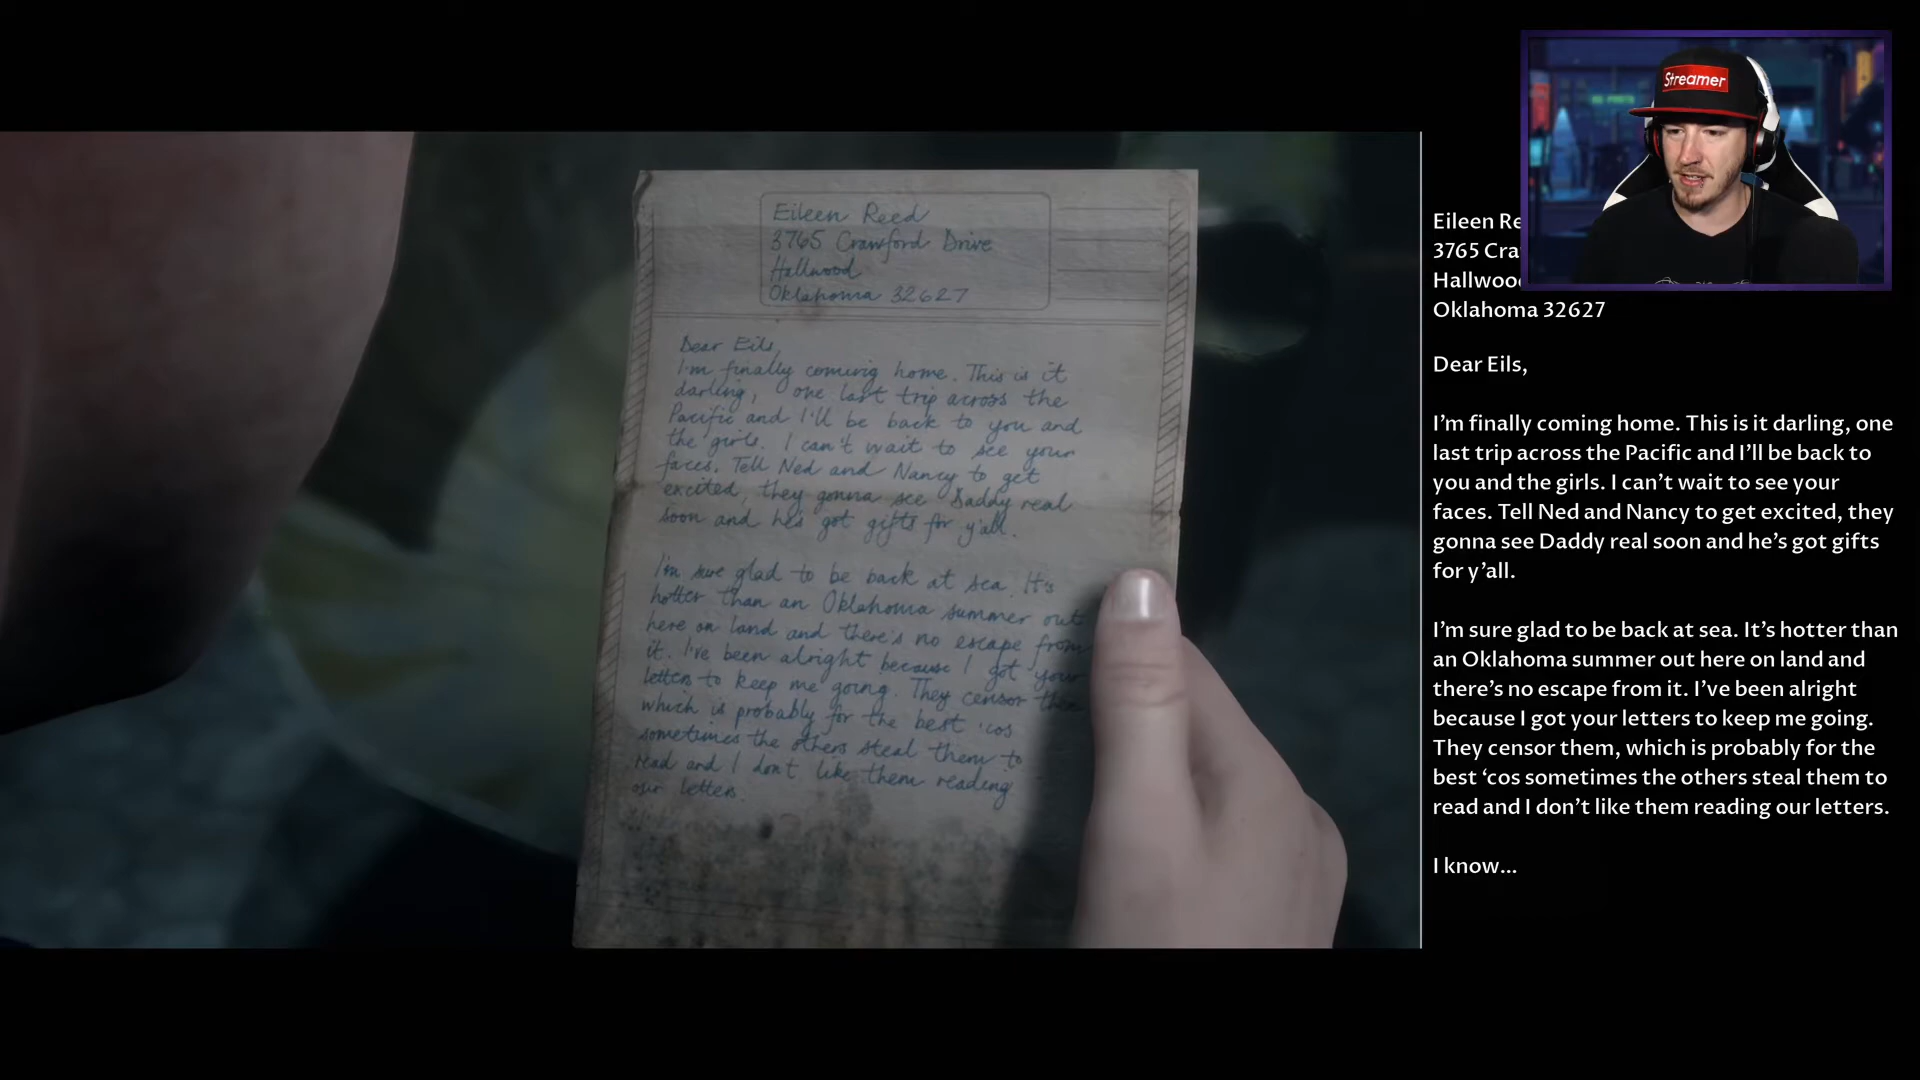 Streamer
Eileen Reed
3765 Crawford Drive
Hallwood
Oklahoma 32627
Dear Eils,
I'm finally coming home. This is it
darling, one last trip across the
Pacific and I'll be back to you and
the girls. I can't wait to see your
faces. Tell Ned and Nancy to get
excited, they gonna see Daddy real
soon and he's got gifts for y'all.
I'm sure glad to be back at sea. It's
hotter than an Oklahoma summer out
here on land and there's no escape from
it. I've been alright because I got your
letters to keep me going. They censor them
which is probably for the best 'cos
sometimes the others steal them to
read and I don't like them reading
our letters.
Eileen Re
3765 Cra
Hallwoo
Oklahoma 32627
Dear Eils,
I'm finally coming home. This is it darling, one
last trip across the Pacific and I'll be back to
you and the girls. I can't wait to see your
faces. Tell Ned and Nancy to get excited, they
gonna see Daddy real soon and he's got gifts
for y'all.
I'm sure glad to be back at sea. It's hotter than
an Oklahoma summer out here on land and
there's no escape from it. I've been alright
because I got your letters to keep me going.
They censor them, which is probably for the
best ‘cos sometimes the others steal them to
read and I don't like them reading our letters.
I know...